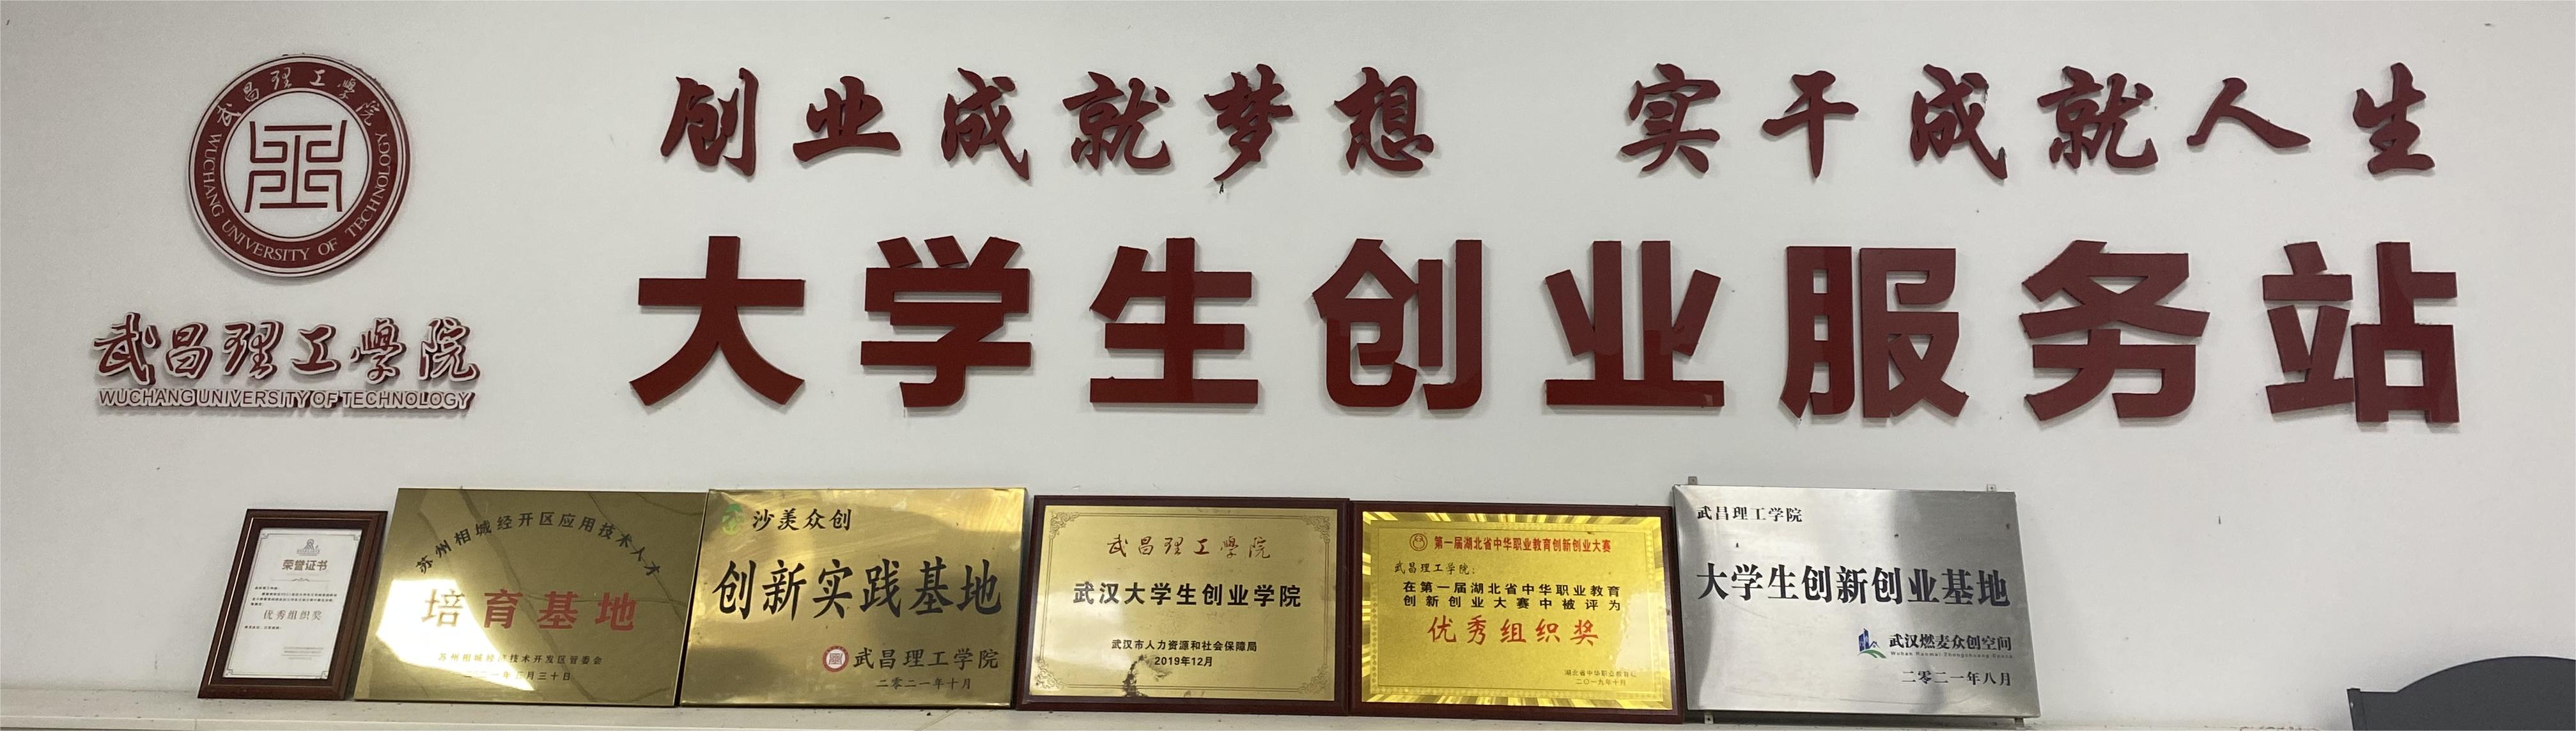 武昌理工學院
WUCHANG UNIVERSITY OF TECHNOLOGY
武昌理工學院
WUCHANG UNIVERSITY OF TECHNOLOGY
创业成就梦想 实干成就人生
大学生创业服务站
荣誉证书
优秀组织奖
苏州相城经开区应用技术人才
培育基地
苏州相城经济技术开发区管委会
沙羡众创
创新实践基地
武昌理工学院
二零二一年十月
武昌理工學院
武汉大学生创业学院
武汉市人力资源和社会保障局
2019年12月
第一届湖北省中华职业教育创新创业大赛
武昌理工学院:
在第一届湖北省中华职业教育
创新创业大赛中被评为
优秀组织奖
二〇一九年十月
武昌理工学院
大学生创新创业基地
武汉燃麦众创空间
Wuhan Ranmai Zhongchuang Space
二零二一年八月